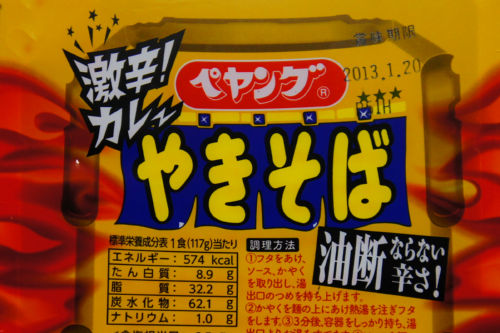 激辛!
カレー
ペヤング®
賞味期限
2013.1.20
★★★
IH
やきそば
油断ならない
辛さ!
標準栄養成分表 1食(117g)当たり
エネルギー: 574 kcal
たん白質: 8.9 g
脂質: 32.2 g
炭水化物: 62.1 g
ナトリウム: 1.0 g
調理方法
①フタをあけ、
ソース、かやく
を取り出し、湯
出口のつめを持ち上げます。
②かやくを麺の上にあけ熱湯を注ぎフタ
をします。③3分後、容器をしっかり持ち、湯